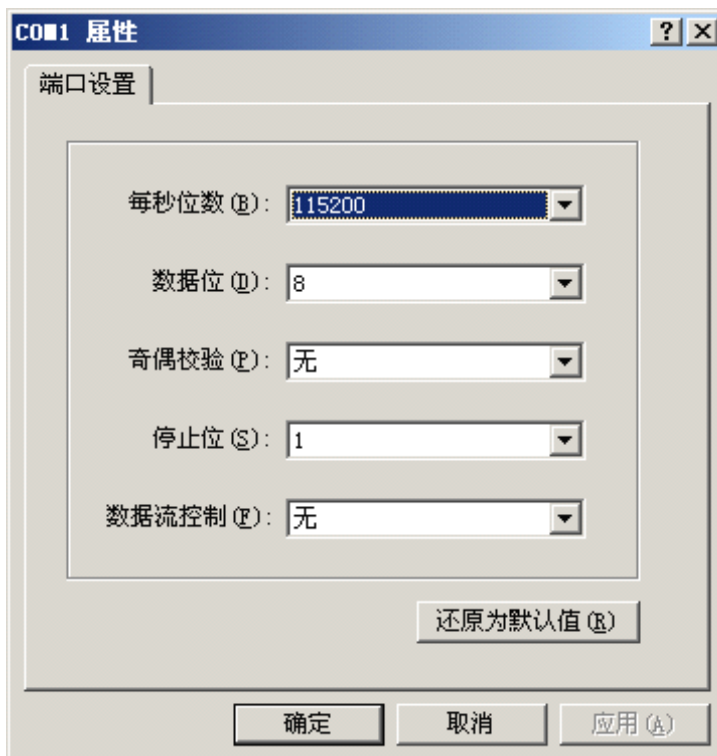 COM1 属性
端口设置
每秒位数(B): 115200
数据位(D): 8
奇偶校验(P): 无
停止位(S): 1
数据流控制(F): 无
还原为默认值(R)
确定 取消 应用(A)